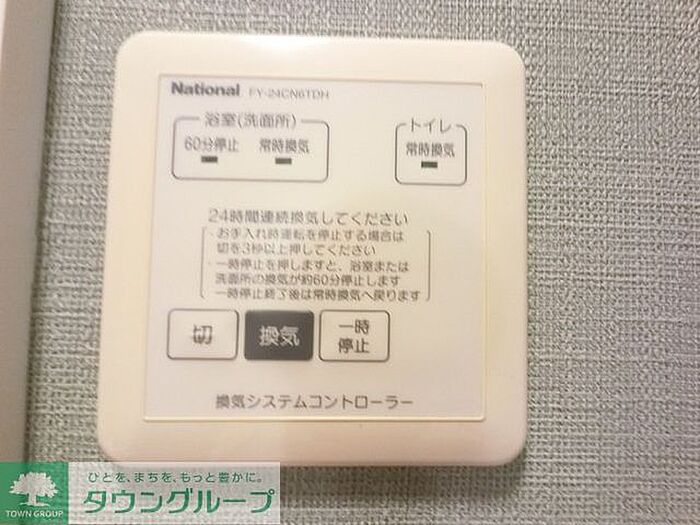 National FY-24CN6TDH
浴室(洗面所)
60分停止 常時換気
トイレ
常時換気
24時間連続換気してください
・お手入れ時運転を停止する場合は
切を3秒以上押してください
・一時停止を押しますと、浴室または
洗面所の換気が約60分停止します
一時停止終了後は常時換気へ戻ります
切
換気
一時
停止
換気システムコントローラー
TOWN GROUP
ひとを、まちを、もっと豊かに。
タウングループ